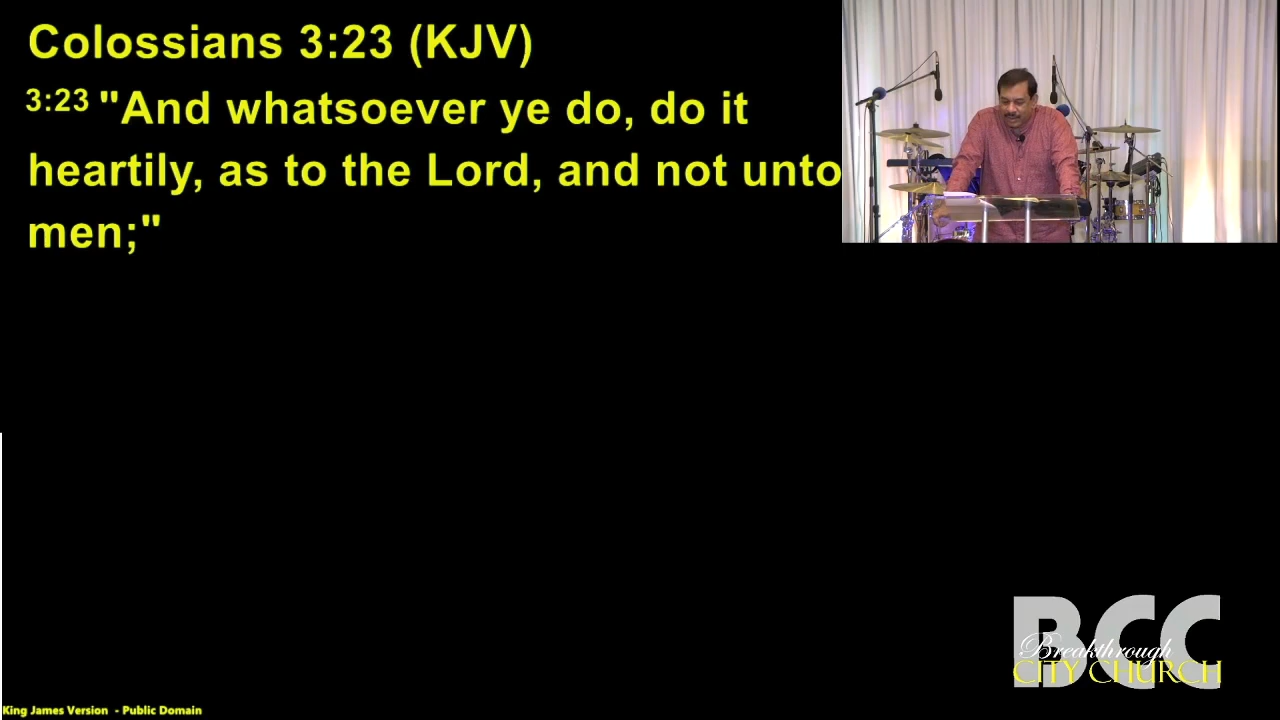 Colossians 3:23 (KJV)
3:23 "And whatsoever ye do, do it
heartily, as to the Lord, and not unto
men;"
BCC
Breakthrough
CITY CHURCH
King James Version - Public Domain